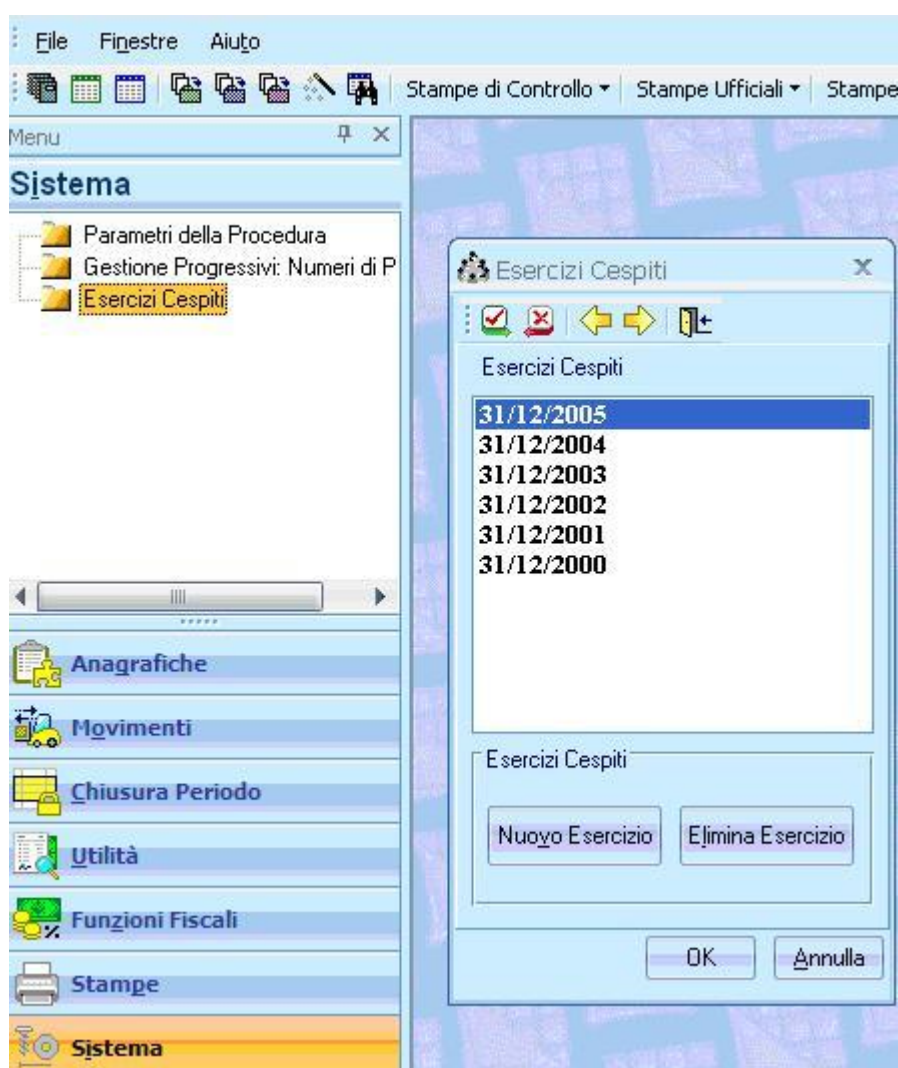 File Finestre Aiuto
Stampe di Controllo Stampe Ufficiali Stampe
Menu
Sistema
Parametri della Procedura
Gestione Progressivi: Numeri di P
Esercizi Cespiti
Anagrafiche
Movimenti
Chiusura Periodo
Utilità
Funzioni Fiscali
Stampe
Sistema
Esercizi Cespiti
Esercizi Cespiti
31/12/2005
31/12/2004
31/12/2003
31/12/2002
31/12/2001
31/12/2000
Esercizi Cespiti
Nuovo Esercizio Elimina Esercizio
OK Annulla